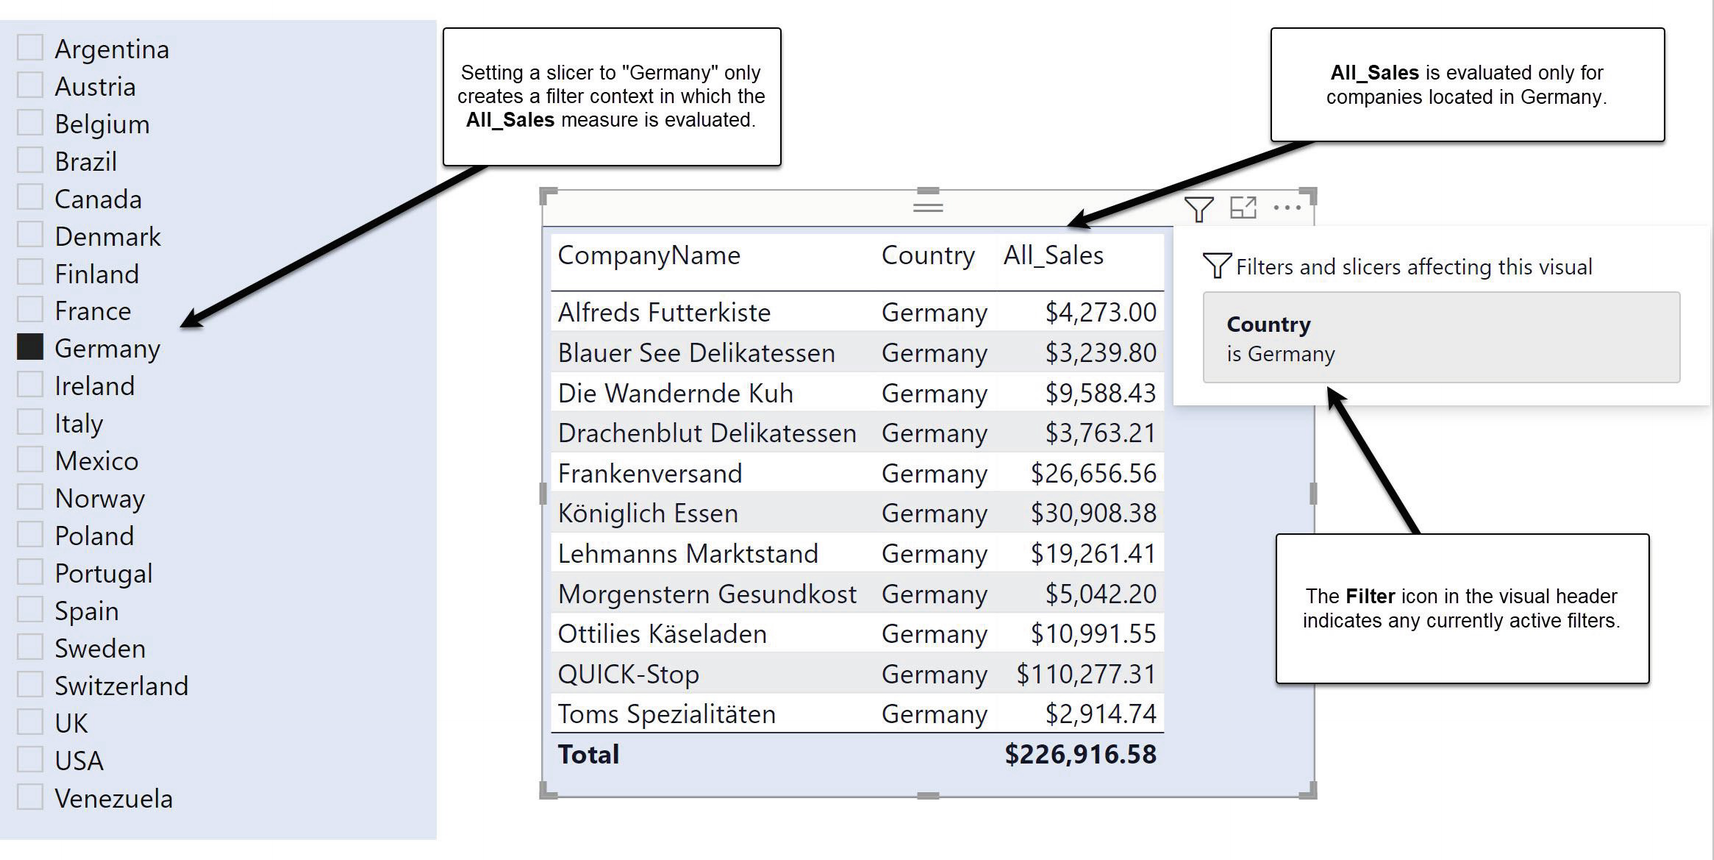 Argentina
Austria
Belgium
Brazil
Canada
Denmark
Finland
France
Germany
Ireland
Italy
Mexico
Norway
Poland
Portugal
Spain
Sweden
Switzerland
UK
USA
Venezuela
Setting a slicer to "Germany" only
creates a filter context in which the
All_Sales measure is evaluated.
All_Sales is evaluated only for
companies located in Germany.
CompanyName Country All_Sales
Alfreds Futterkiste Germany $4,273.00
Blauer See Delikatessen Germany $3,239.80
Die Wandernde Kuh Germany $9,588.43
Drachenblut Delikatessen Germany $3,763.21
Frankenversand Germany $26,656.56
Königlich Essen Germany $30,908.38
Lehmanns Marktstand Germany $19,261.41
Morgenstern Gesundkost Germany $5,042.20
Ottilies Käseladen Germany $10,991.55
QUICK-Stop Germany $110,277.31
Toms Spezialitäten Germany $2,914.74
Total $226,916.58
Filters and slicers affecting this visual
Country
is Germany
The Filter icon in the visual header
indicates any currently active filters.